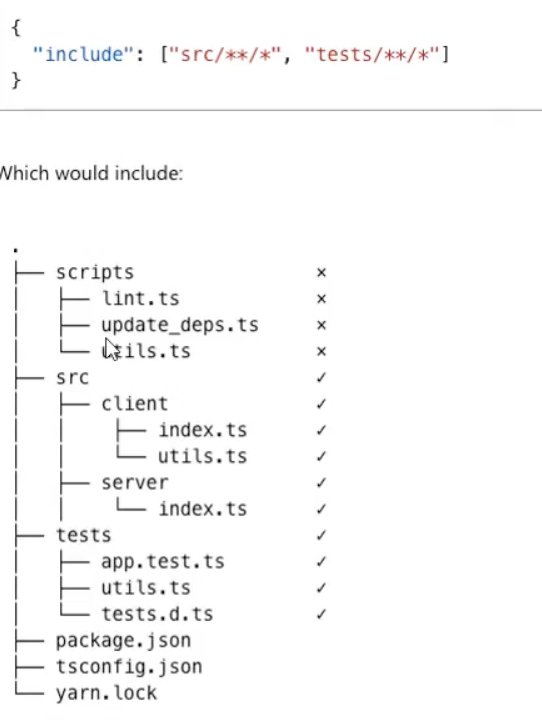 {
"include": ["src/**/*", "tests/**/*"]
}
Which would include:
.
├── scripts ×
│ ├── lint.ts ×
│ ├── update_deps.ts ×
│ └── utils.ts ×
├── src ✓
│ ├── client ✓
│ │ ├── index.ts ✓
│ │ └── utils.ts ✓
│ ├── server ✓
│ │ └── index.ts ✓
├── tests ✓
│ ├── app.test.ts ✓
│ ├── utils.ts ✓
│ └── tests.d.ts ✓
├── package.json
├── tsconfig.json
└── yarn.lock